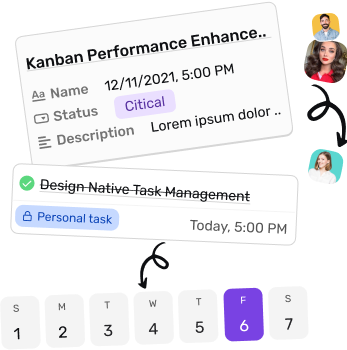 Kanban Performance Enhance..
Aa Name 12/11/2021, 5:00 PM
Status Citical
Description Lorem ipsum dolor ..
Design Native Task Management
Personal task Today, 5:00 PM
S M T W T F S
1 2 3 4 5 6 7